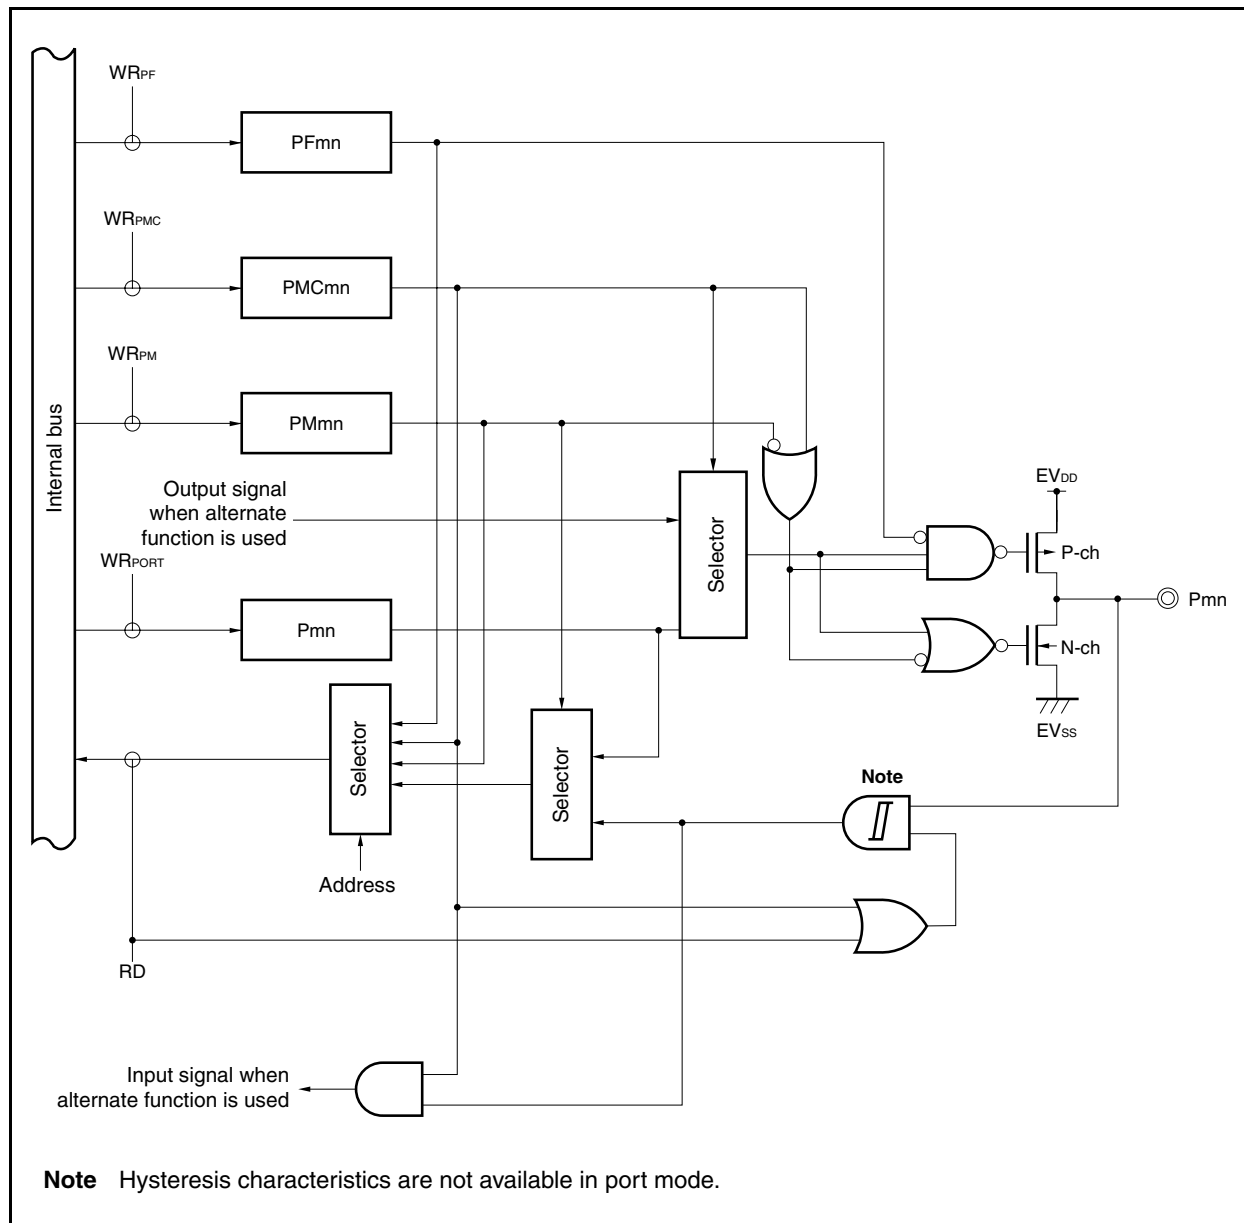 WRPF
PFmn
WRPMC
PMCmn
WRPM
PMmn
Internal bus
Output signal
when alternate
function is used
Selector
EVDD
P-ch
WRPORT
Pmn
Pmn
N-ch
EVSS
Selector
Selector
Note
Address
RD
Input signal when
alternate function is used
Note Hysteresis characteristics are not available in port mode.